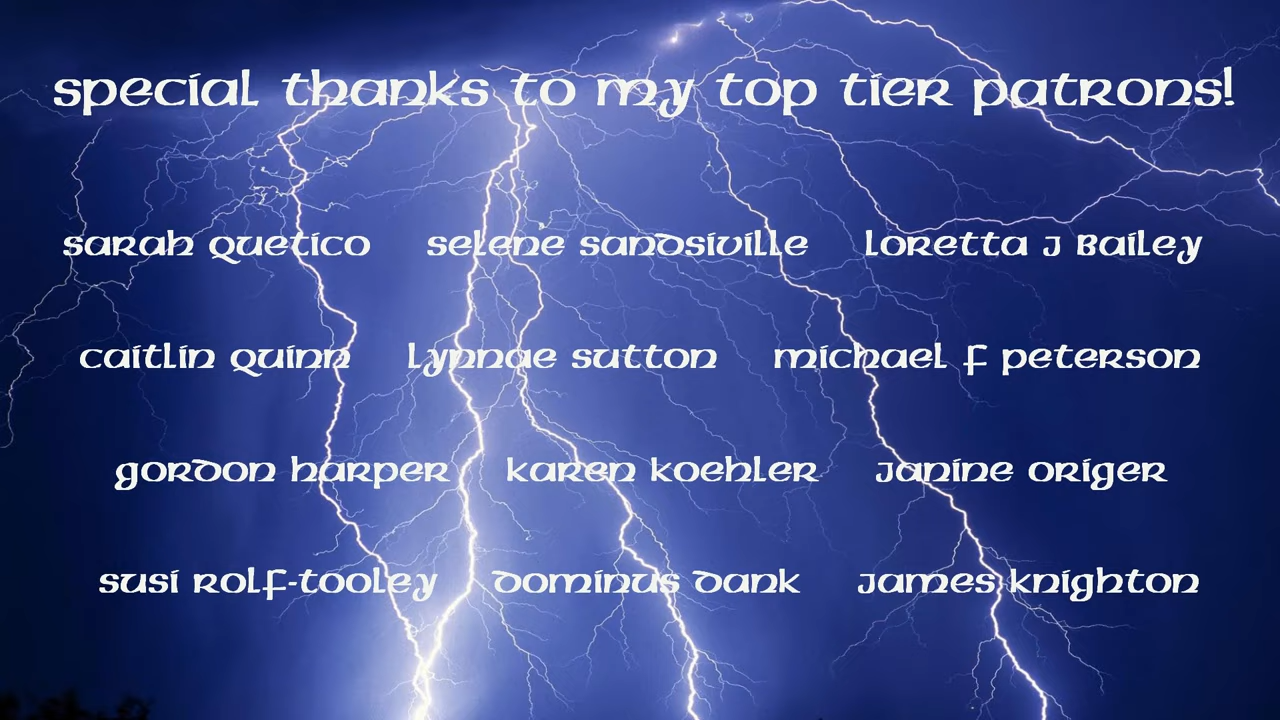 special thanks to my top tier patrons!
sarah quetico selene sandsiville loretta j bailey
caitlin quinn lynnae sutton michael f peterson
gordon harper karen koehler janine origer
susi rolf-tooley dominus dank james knighton